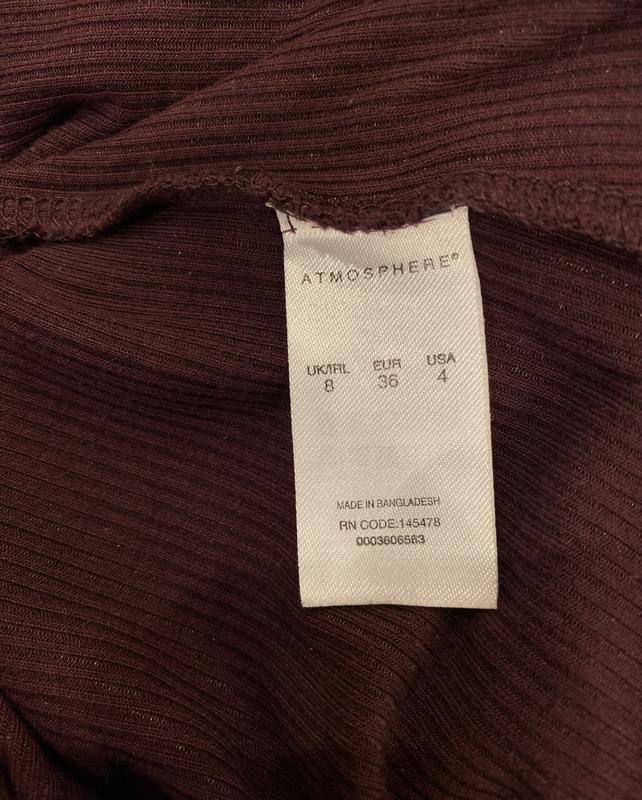 ATMOSPHERE®
UK/IRL EUR USA
8 36 4
MADE IN BANGLADESH
RN CODE:145478
0003606563